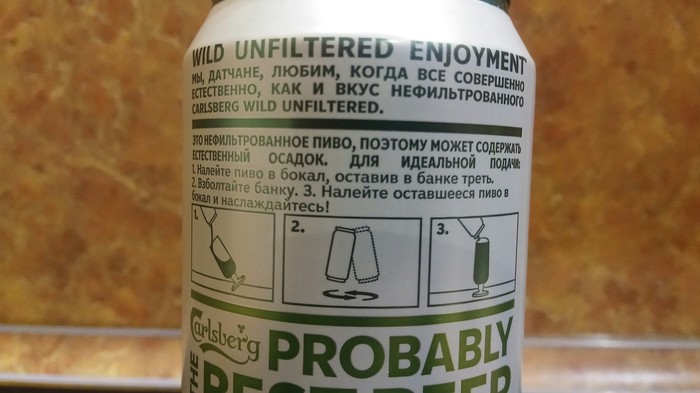 WILD UNFILTERED ENJOYMENT
МЫ, ДАТЧАНЕ, ЛЮБИМ, КОГДА ВСЕ СОВЕРШЕННО
ЕСТЕСТВЕННО, КАК И ВКУС НЕФИЛЬТРОВАННОГО
CARLSBERG WILD UNFILTERED.
ЭТО НЕФИЛЬТРОВАННОЕ ПИВО, ПОЭТОМУ МОЖЕТ СОДЕРЖАТЬ
ЕСТЕСТВЕННЫЙ ОСАДОК. ДЛЯ ИДЕАЛЬНОЙ ПОДАЧИ:
1. Налейте пиво в бокал, оставив в банке треть.
2. Взболтайте банку. 3. Налейте оставшееся пиво в
бокал и наслаждайтесь!
1.
2.
3.
Carlsberg
PROBABLY
THE
BEST BEER